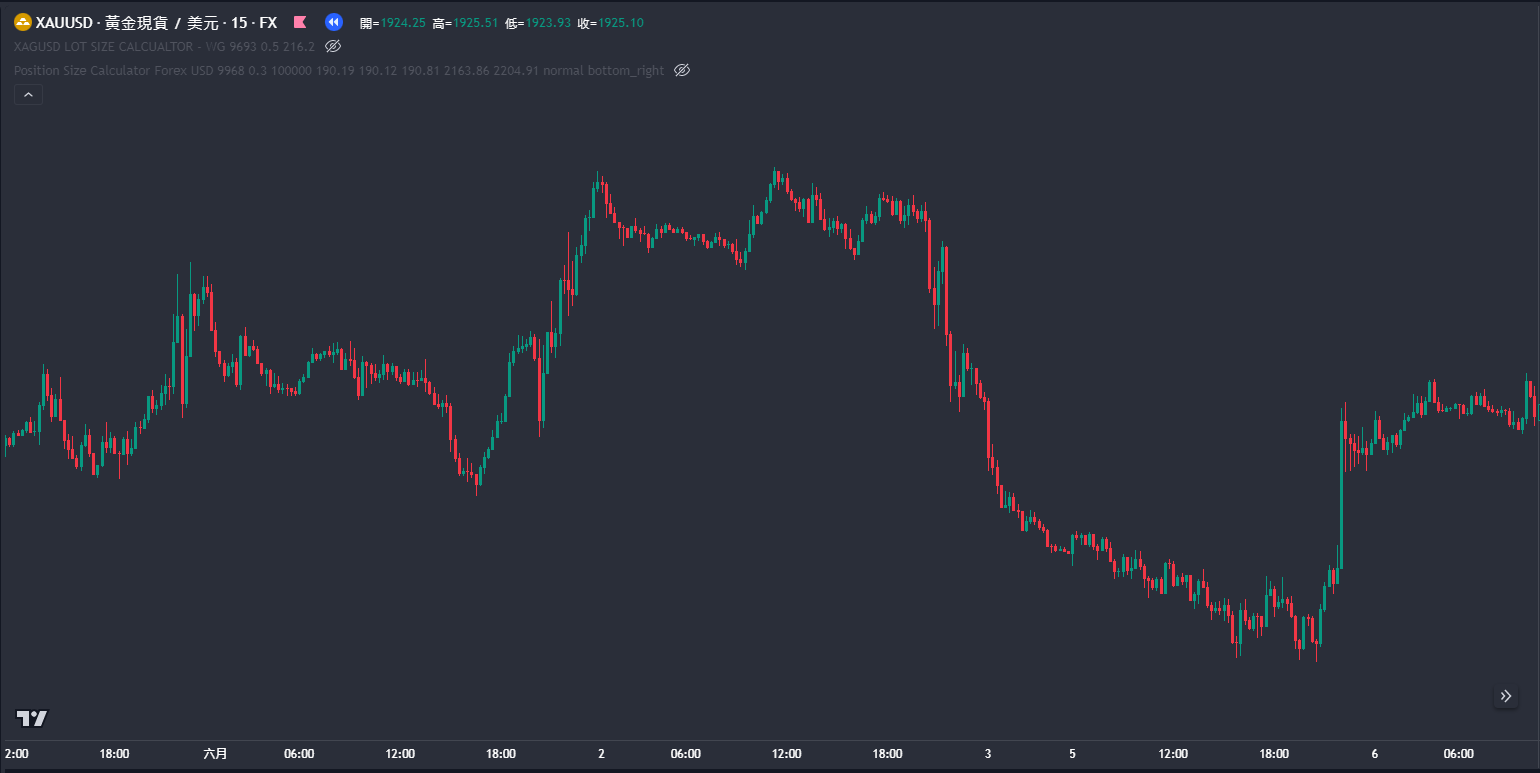 XAUUSD · 黃金現貨 / 美元 · 15 · FX 開=1924.25 高=1925.51 低=1923.93 收=1925.10
XAGUSD LOT SIZE CALCUALTOR - WG 9693 0.5 216.2
Position Size Calculator Forex USD 9968 0.3 100000 190.19 190.12 190.81 2163.86 2204.91 normal bottom_right
2:00 18:00 六月 06:00 12:00 18:00 2 06:00 12:00 18:00 3 5 12:00 18:00 6 06:00